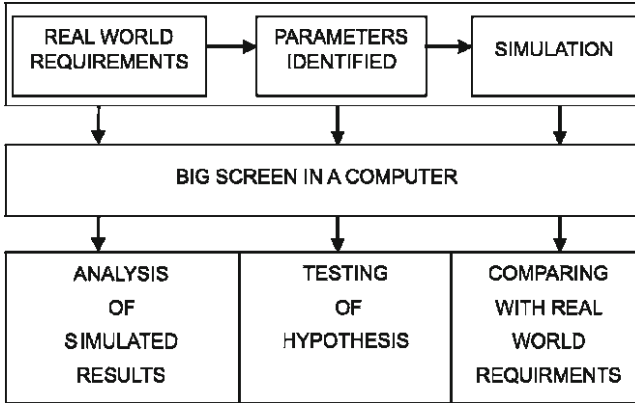 REAL WORLD
REQUIREMENTS
PARAMETERS
IDENTIFIED
SIMULATION
BIG SCREEN IN A COMPUTER
ANALYSIS
OF
SIMULATED
RESULTS
TESTING
OF
HYPOTHESIS
COMPARING
WITH REAL
WORLD
REQUIRMENTS